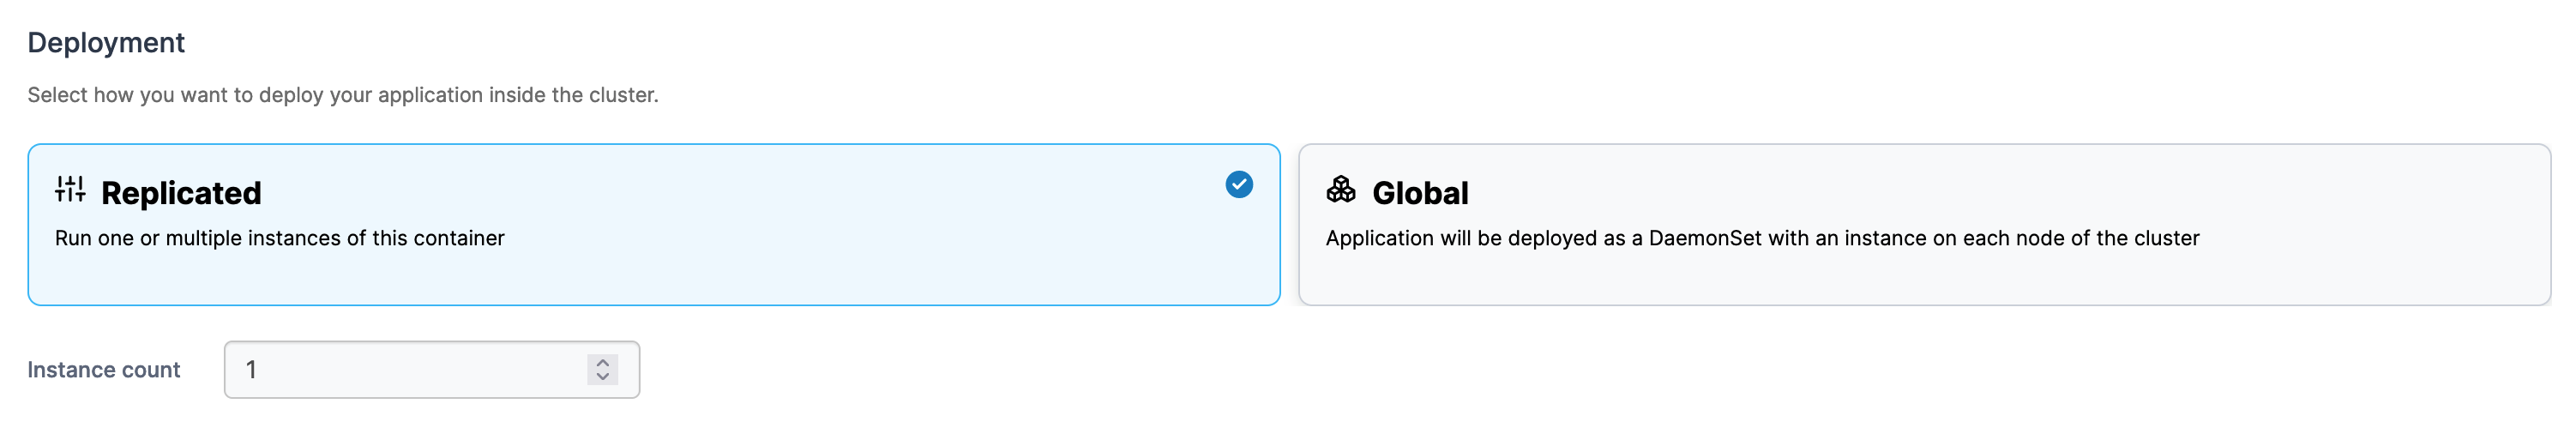 Deployment
Select how you want to deploy your application inside the cluster.
Replicated
Run one or multiple instances of this container
Global
Application will be deployed as a DaemonSet with an instance on each node of the cluster
Instance count
1